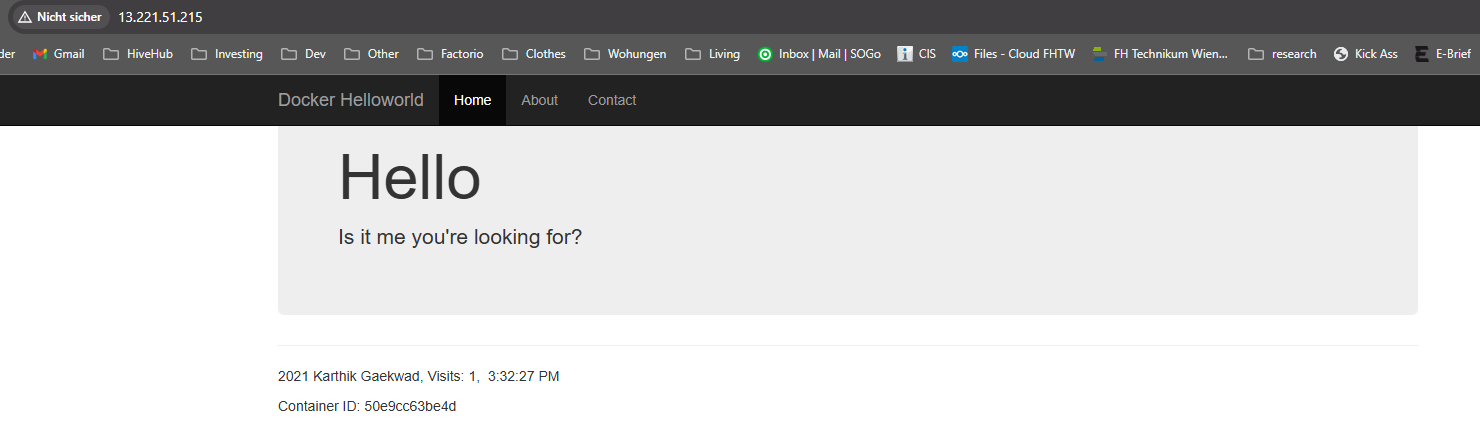 Nicht sicher 13.221.51.215
der Gmail HiveHub Investing Dev Other Factorio Clothes Wohungen Living Inbox | Mail | SOGo CIS Files - Cloud FHTW FH Technikum Wien... research Kick Ass E-Brief
Docker Helloworld Home About Contact
Hello
Is it me you're looking for?
2021 Karthik Gaekwad, Visits: 1, 3:32:27 PM
Container ID: 50e9cc63be4d